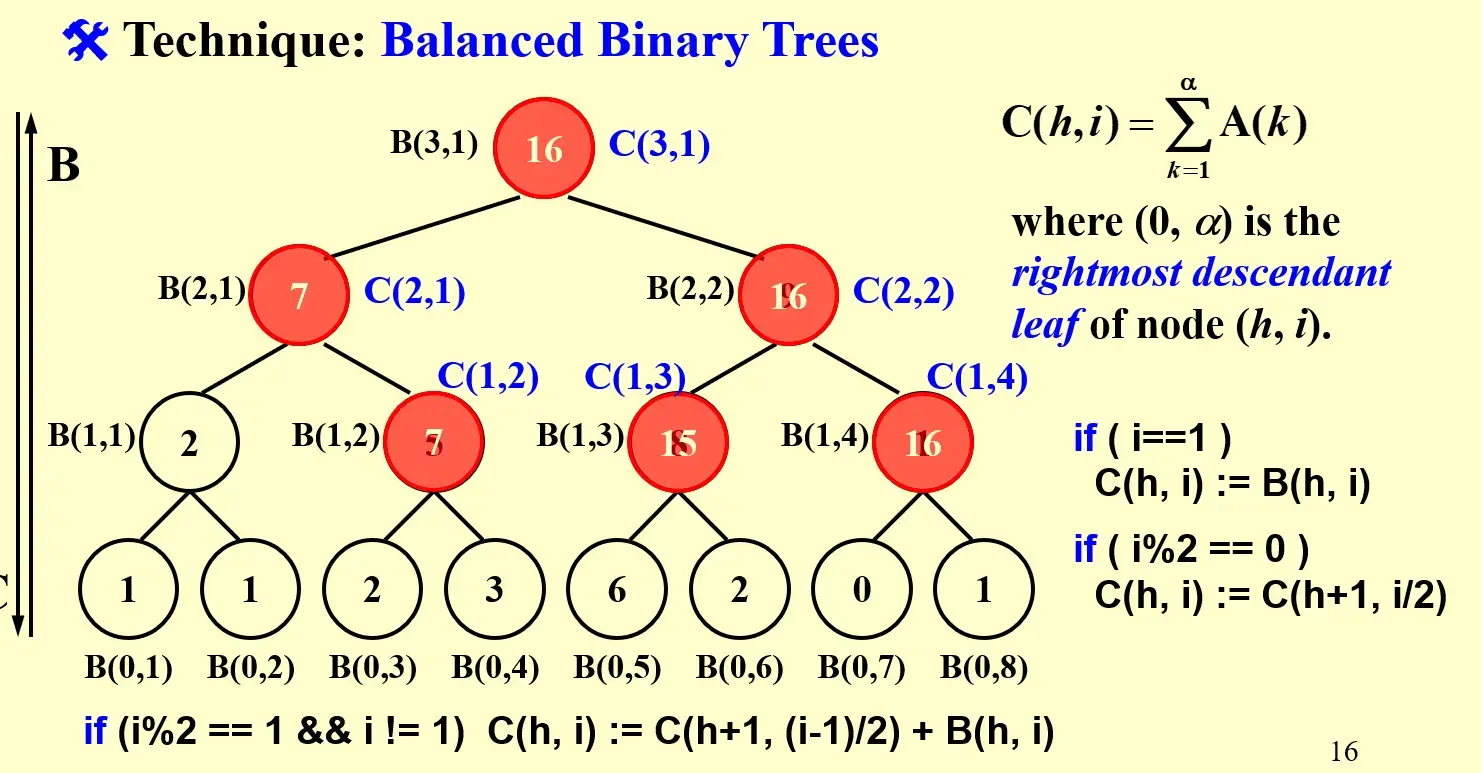 Technique: Balanced Binary Trees
B
C
B(3,1) 16 C(3,1)
B(2,1) 7 C(2,1) B(2,2) 16 C(2,2)
C(1,2) C(1,3) C(1,4)
B(1,1) 2 B(1,2) 7 B(1,3) 15 B(1,4) 16
1 1 2 3 6 2 0 1
B(0,1) B(0,2) B(0,3) B(0,4) B(0,5) B(0,6) B(0,7) B(0,8)
α
C(h, i) = ∑ A(k)
k=1
where (0, α) is the
rightmost descendant
leaf of node (h, i).
if ( i==1 )
C(h, i) := B(h, i)
if ( i%2 == 0 )
C(h, i) := C(h+1, i/2)
if (i%2 == 1 && i != 1) C(h, i) := C(h+1, (i-1)/2) + B(h, i)
16